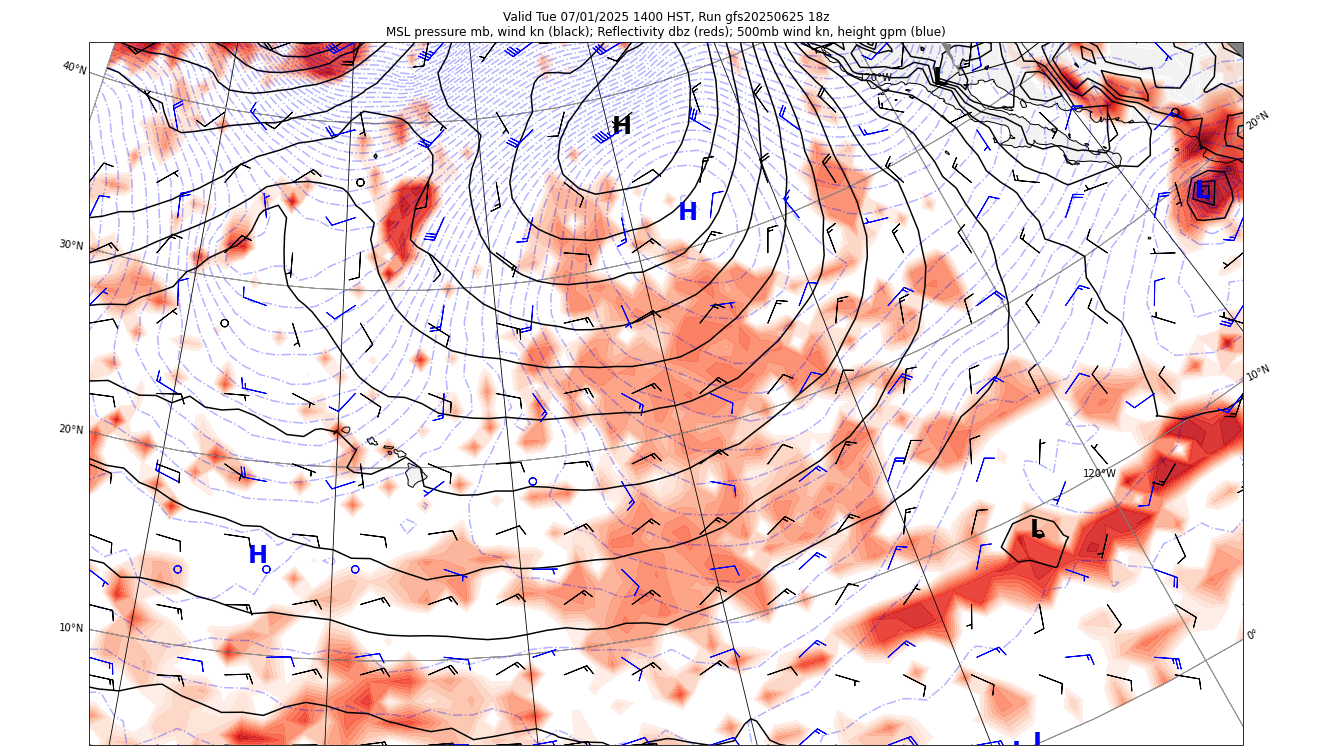 Valid Tue 07/01/2025 1400 HST, Run gfs20250625 18z
MSL pressure mb, wind kn (black); Reflectivity dbz (reds); 500mb wind kn, height gpm (blue)
40°N
120°W
L
20°N
H
L
H
30°N
10°N
20°N
120°W
L
H
10°N
0°
L